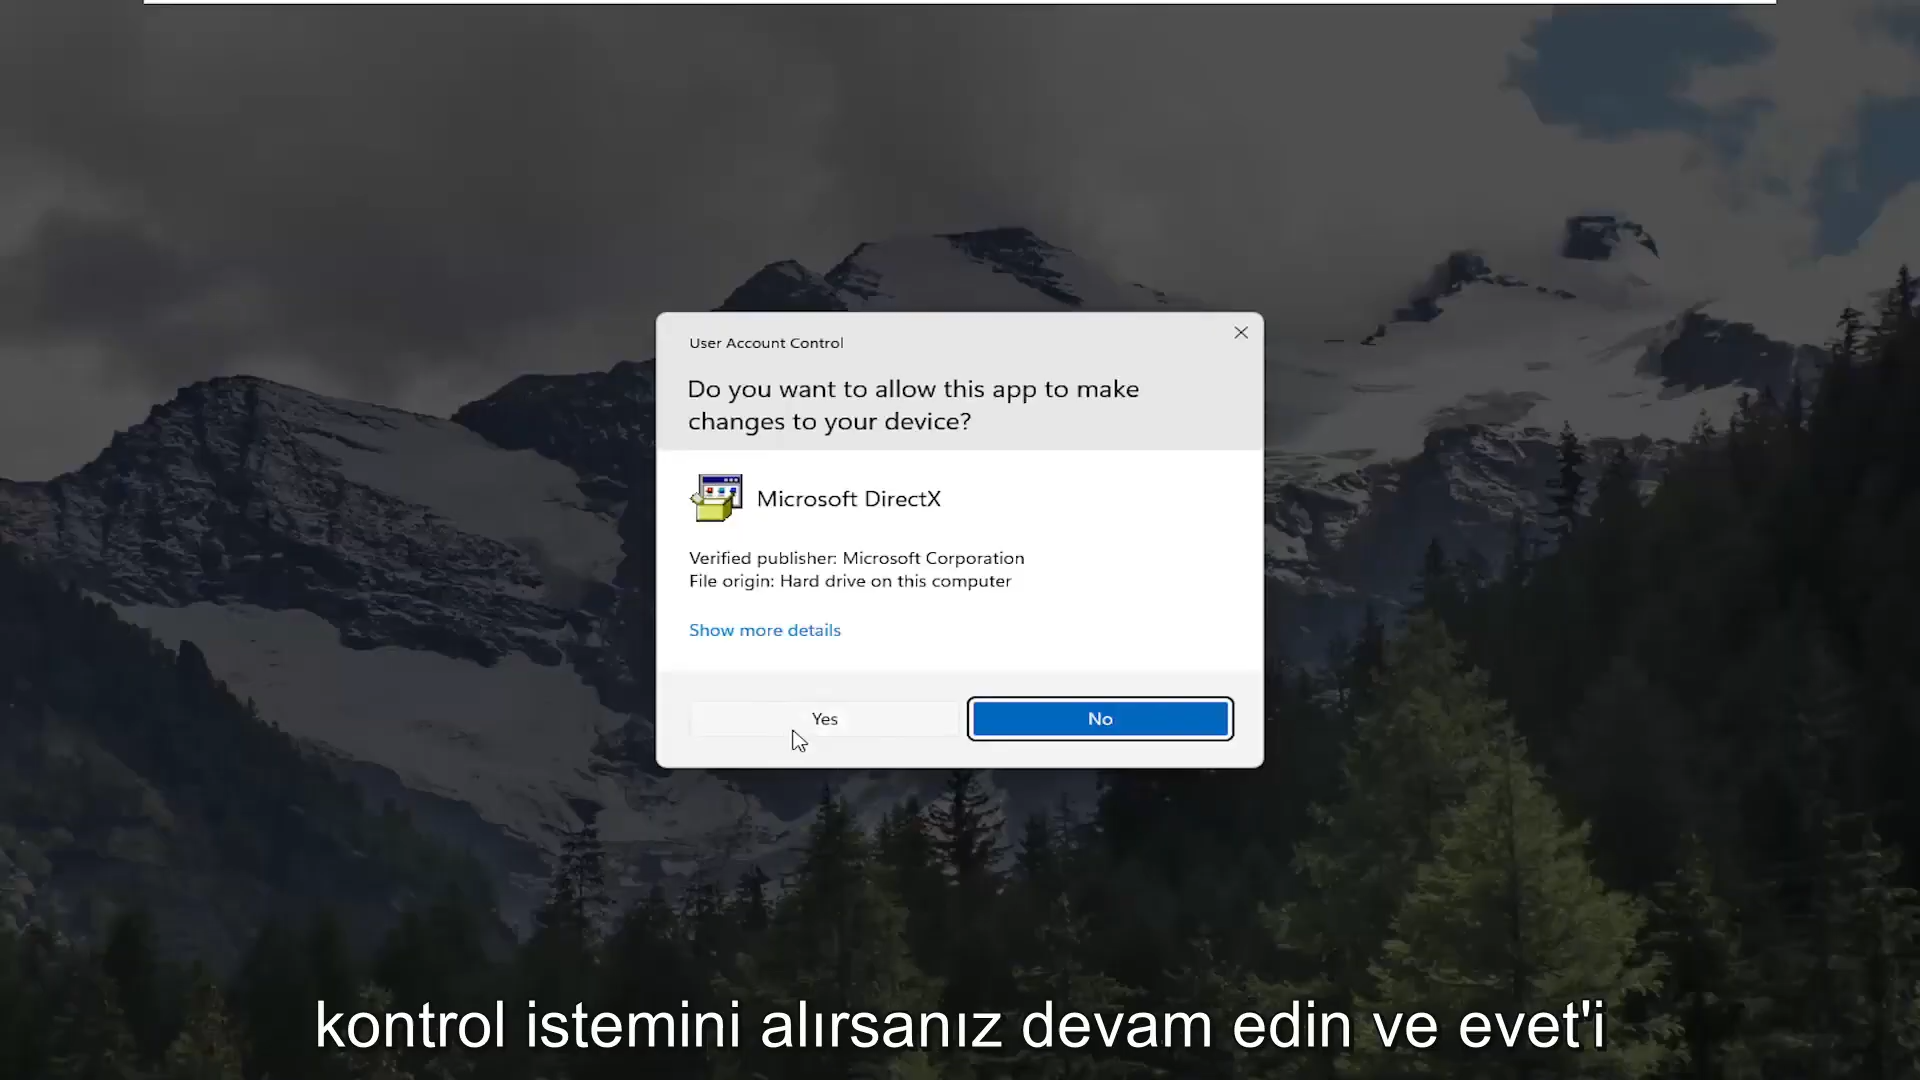 User Account Control
Do you want to allow this app to make
changes to your device?
Microsoft DirectX
Verified publisher: Microsoft Corporation
File origin: Hard drive on this computer
Show more details
Yes
No
kontrol istemini alırsanız devam edin ve evet'i